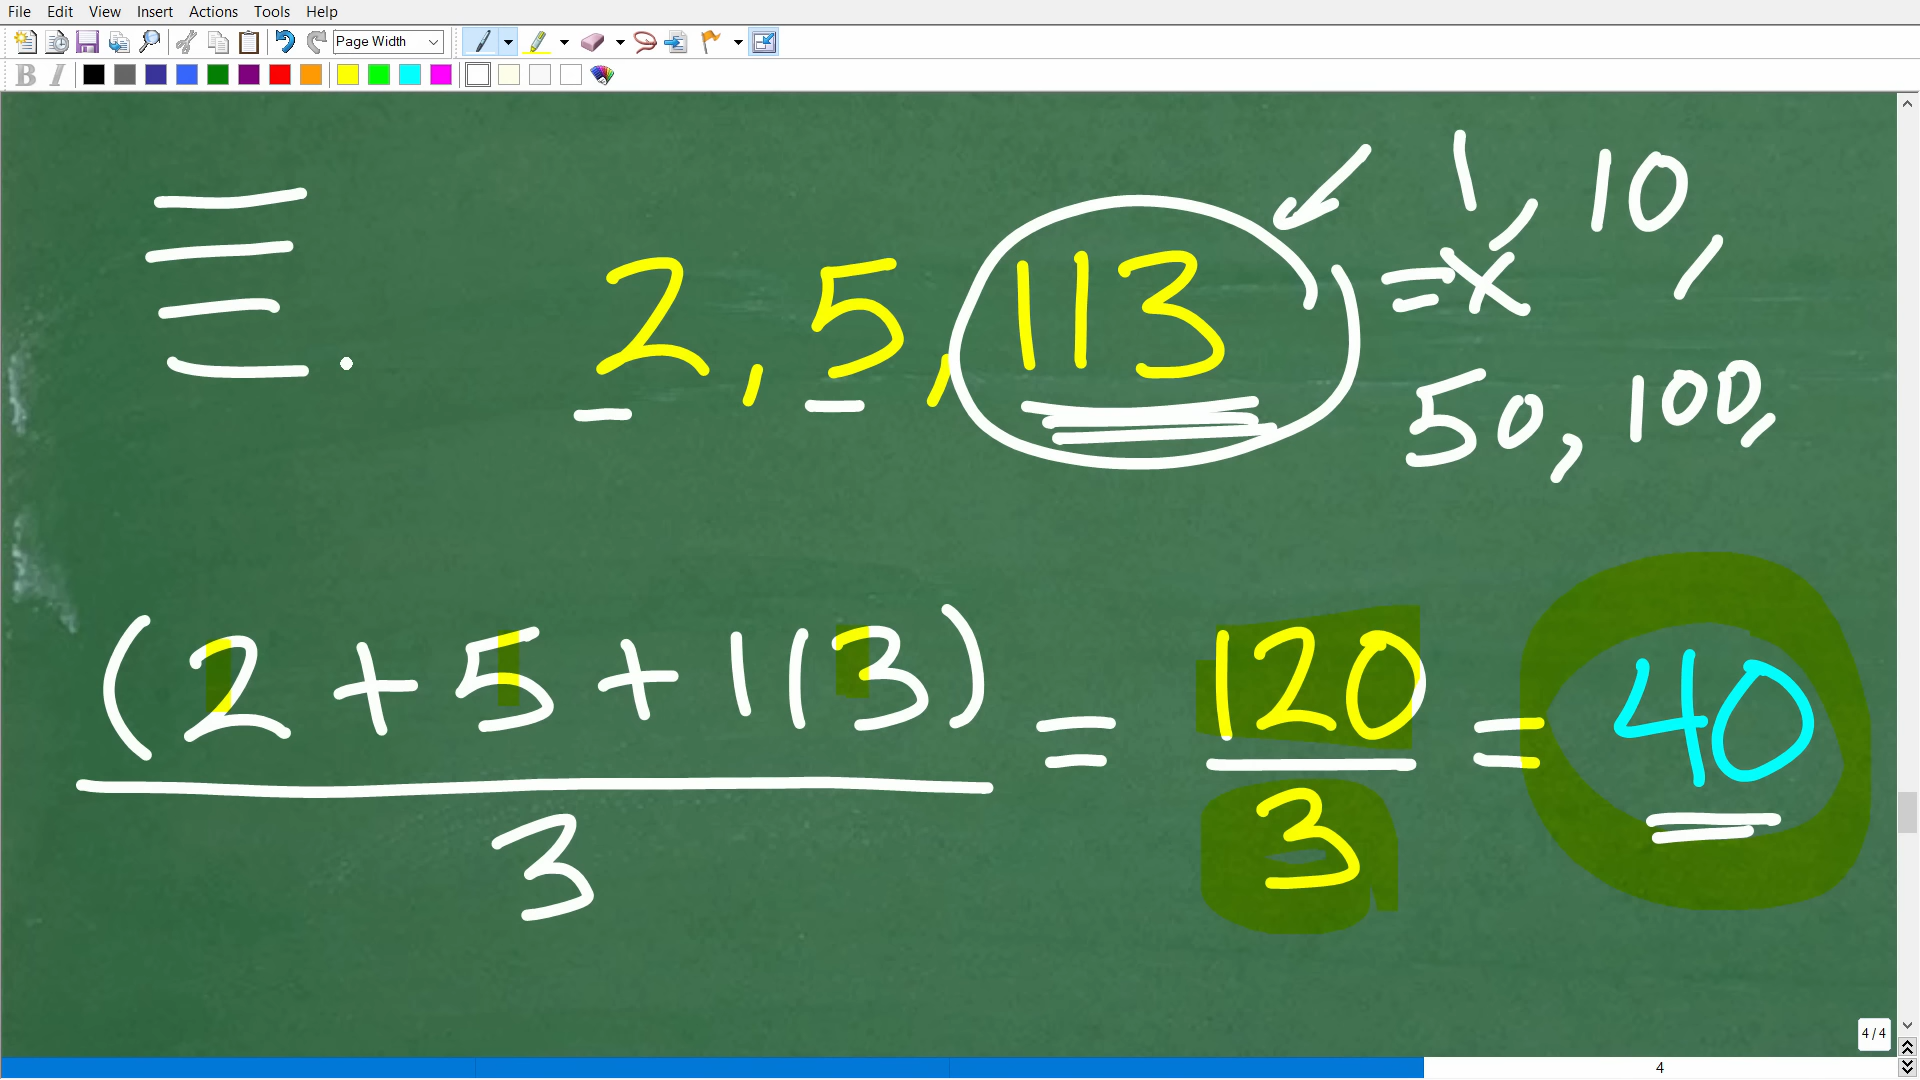 File Edit View Insert Actions Tools Help
Page Width
B I
1, 10,
2, 5, 113 = x
50, 100,
(2 + 5 + 113) = 120 = 40
3 3
4 / 4
4